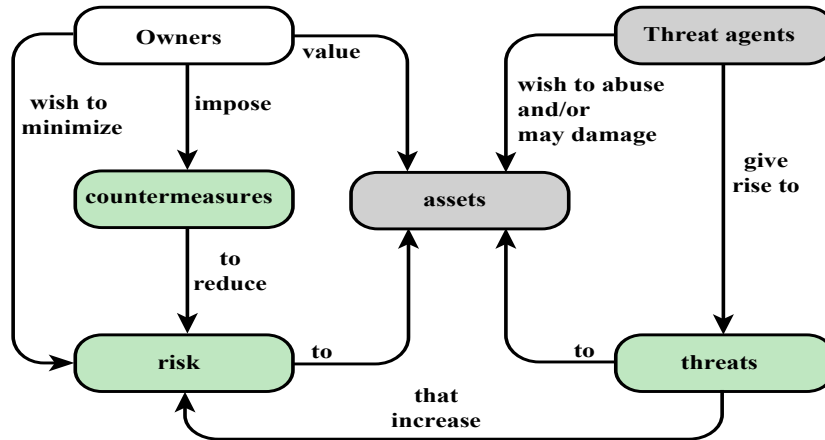 Owners
value
Threat agents
wish to
minimize
impose
wish to abuse
and/or
may damage
give
rise to
countermeasures
assets
to
reduce
risk
to
to
threats
that
increase